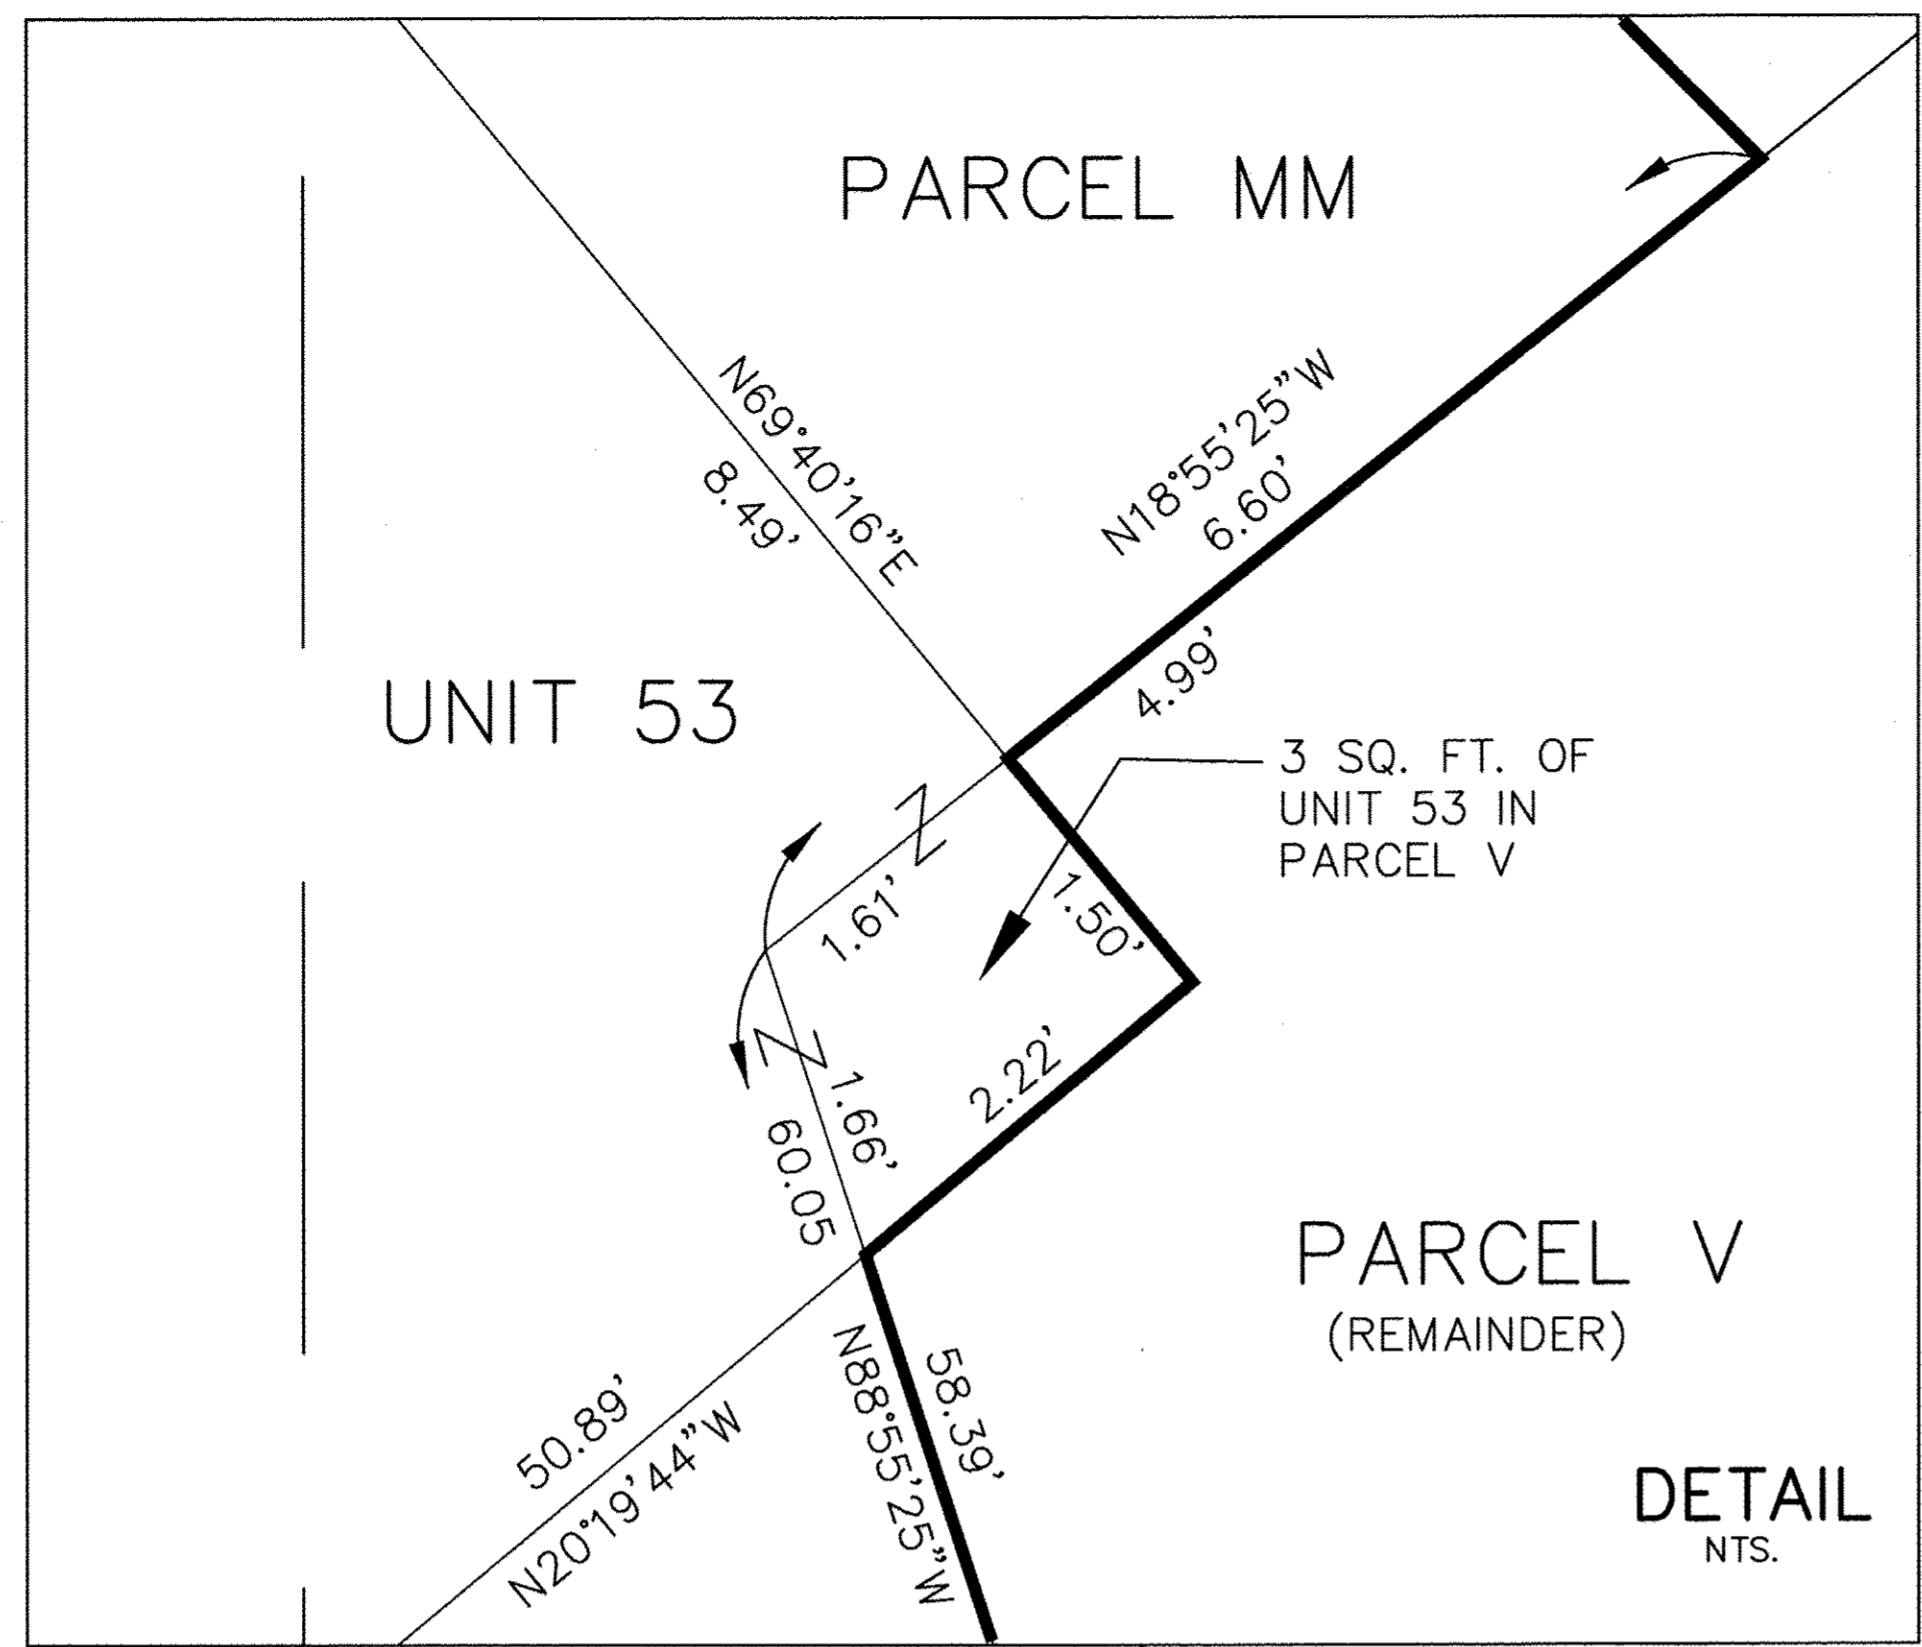 PARCEL MM
N69°40'16"E
8.49'
N18°55'25"W
6.60'
4.99'
UNIT 53
3 SQ. FT. OF
UNIT 53 IN
PARCEL V
1.61'
1.50'
2.22'
1.66'
60.05
PARCEL V
(REMAINDER)
58.39'
N88°55'25"W
50.89'
N20°19'44"W
DETAIL
NTS.